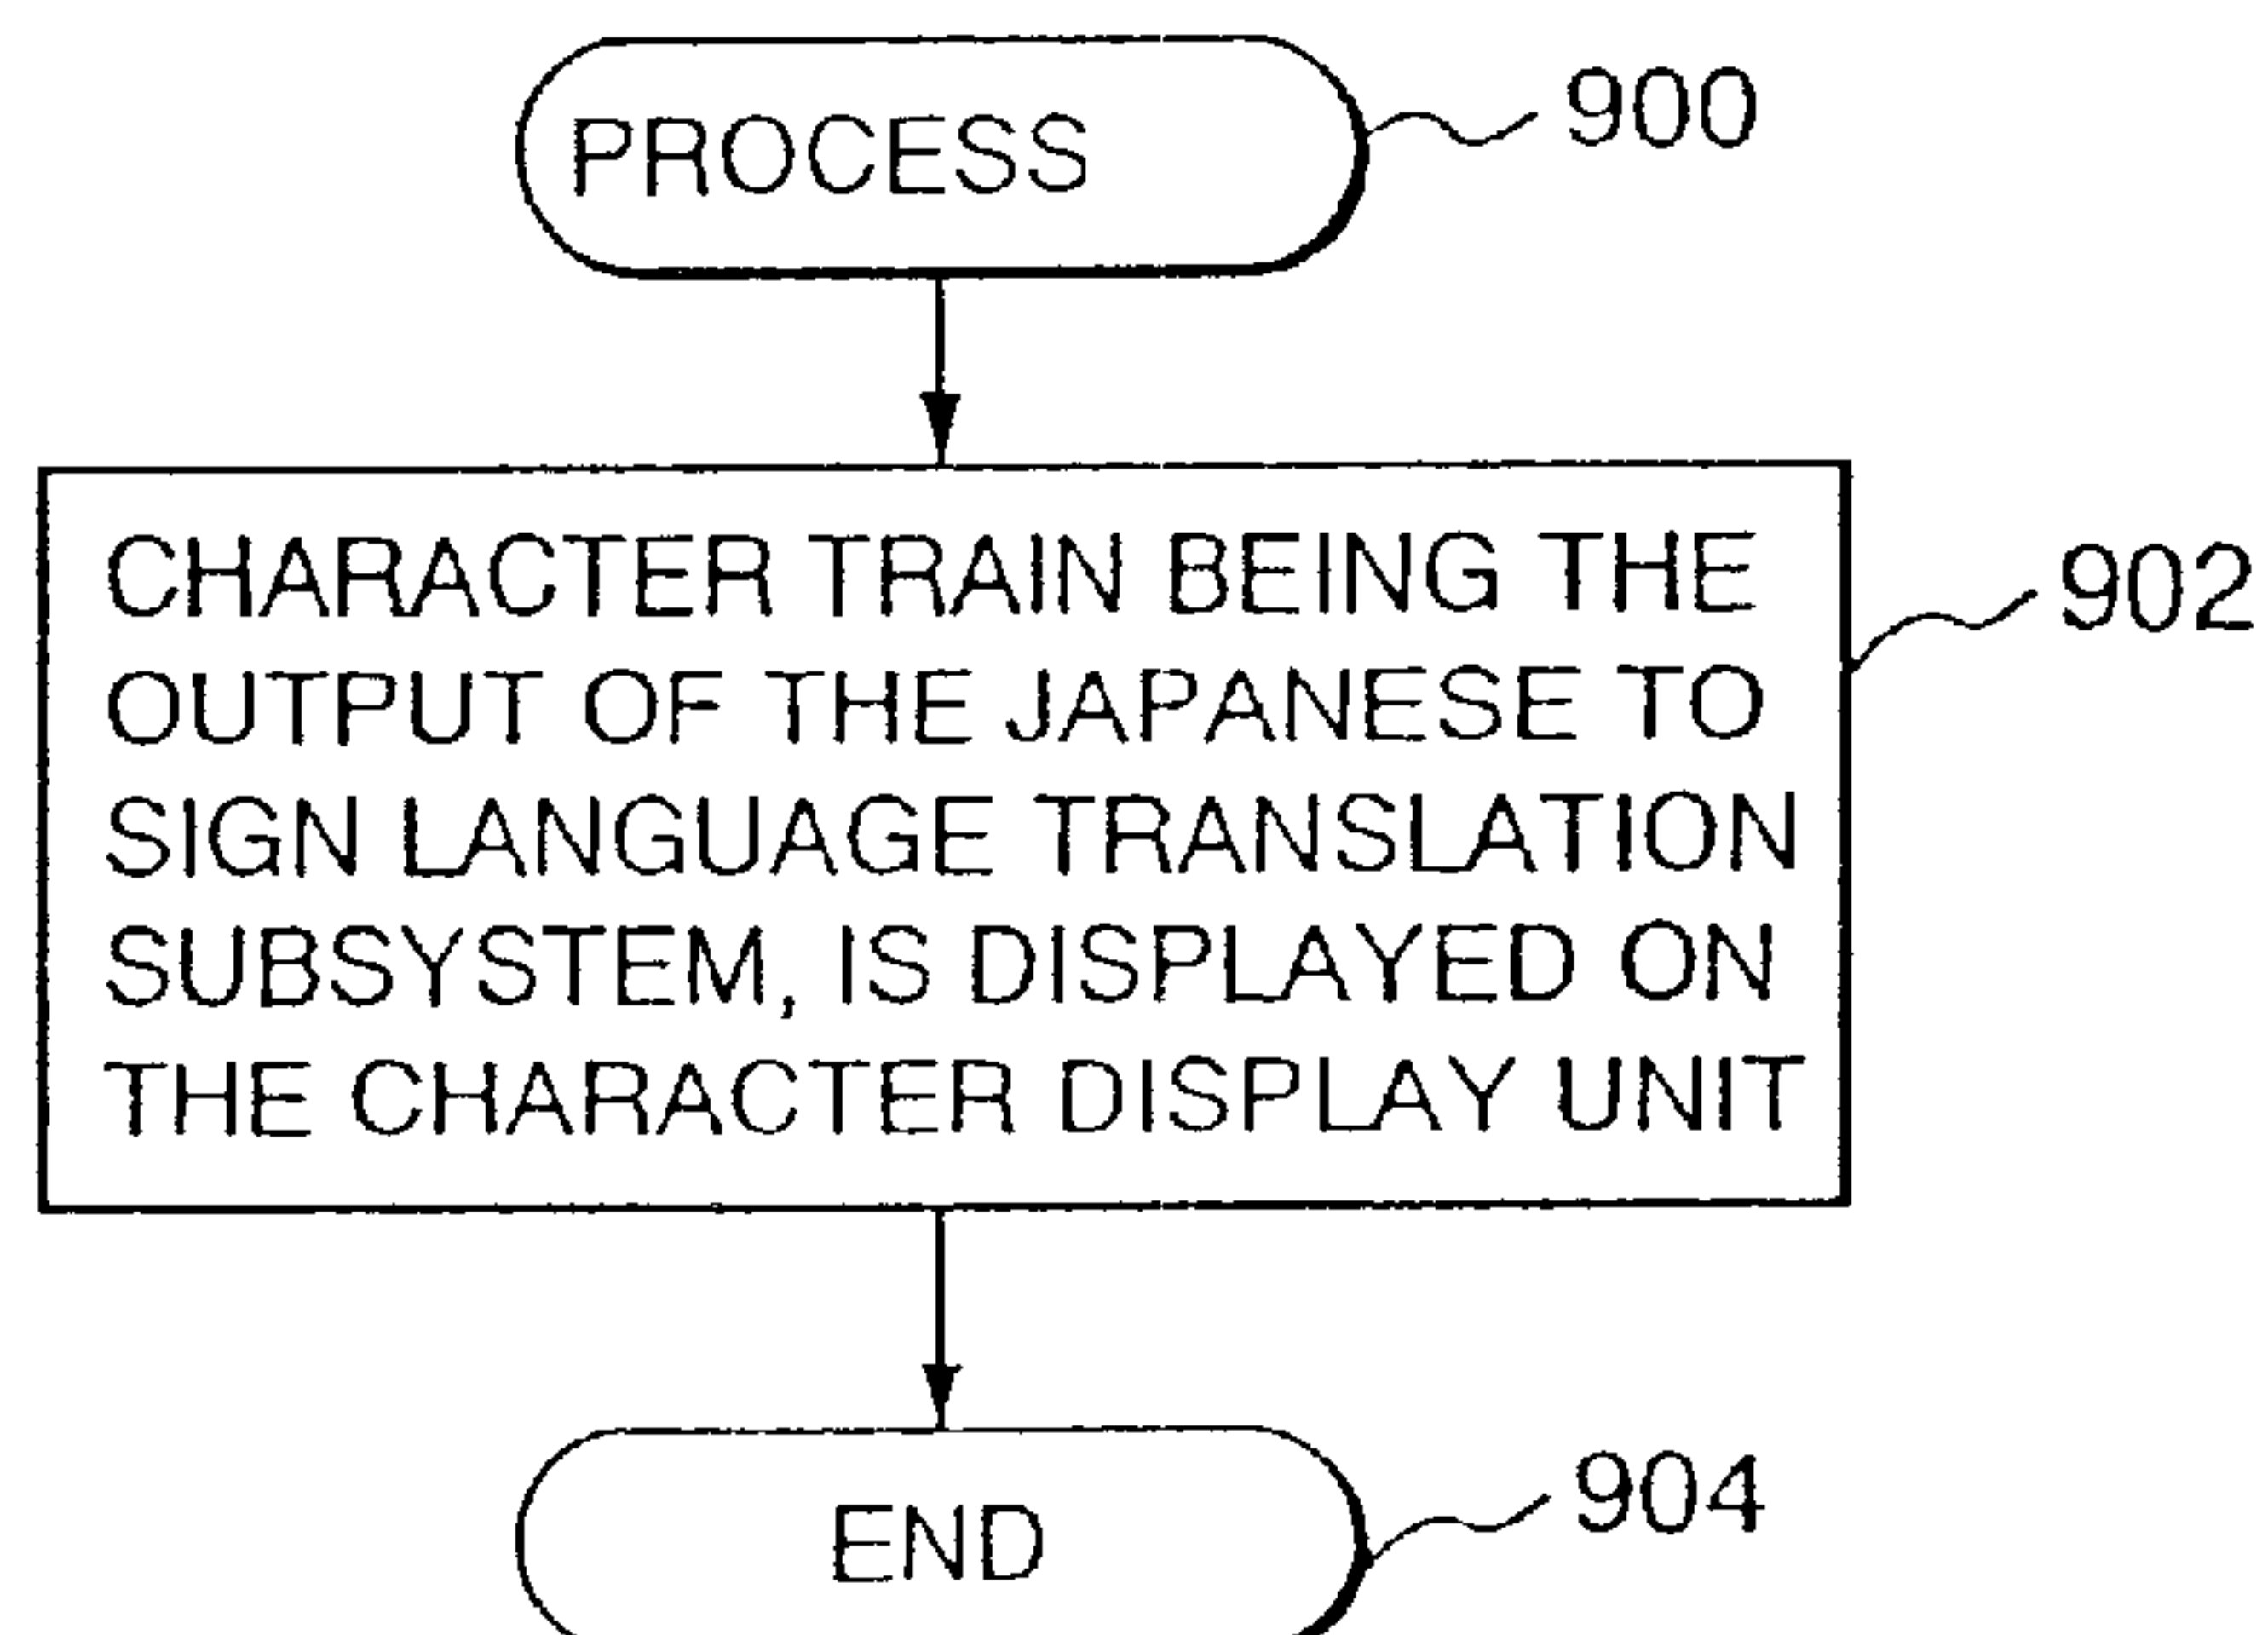 PROCESS
900
CHARACTER TRAIN BEING THE
OUTPUT OF THE JAPANESE TO
SIGN LANGUAGE TRANSLATION
SUBSYSTEM, IS DISPLAYED ON
THE CHARACTER DISPLAY UNIT
902
END
904